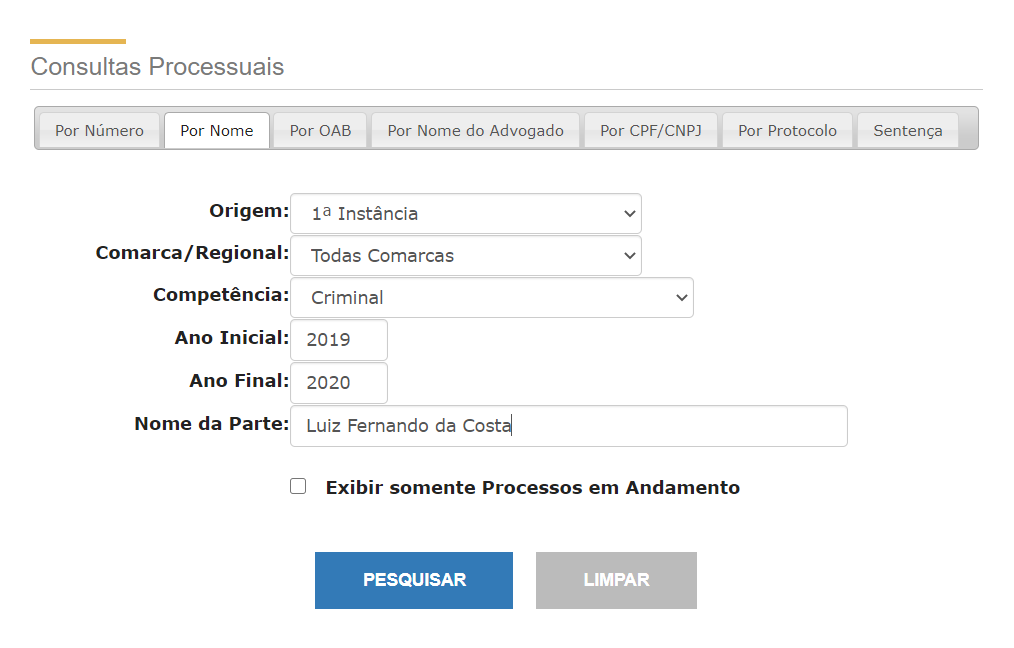 Consultas Processuais
Por Número Por Nome Por OAB Por Nome do Advogado Por CPF/CNPJ Por Protocolo Sentença
Origem: 1ª Instância
Comarca/Regional: Todas Comarcas
Competência: Criminal
Ano Inicial: 2019
Ano Final: 2020
Nome da Parte: Luiz Fernando da Costa
Exibir somente Processos em Andamento
PESQUISAR LIMPAR